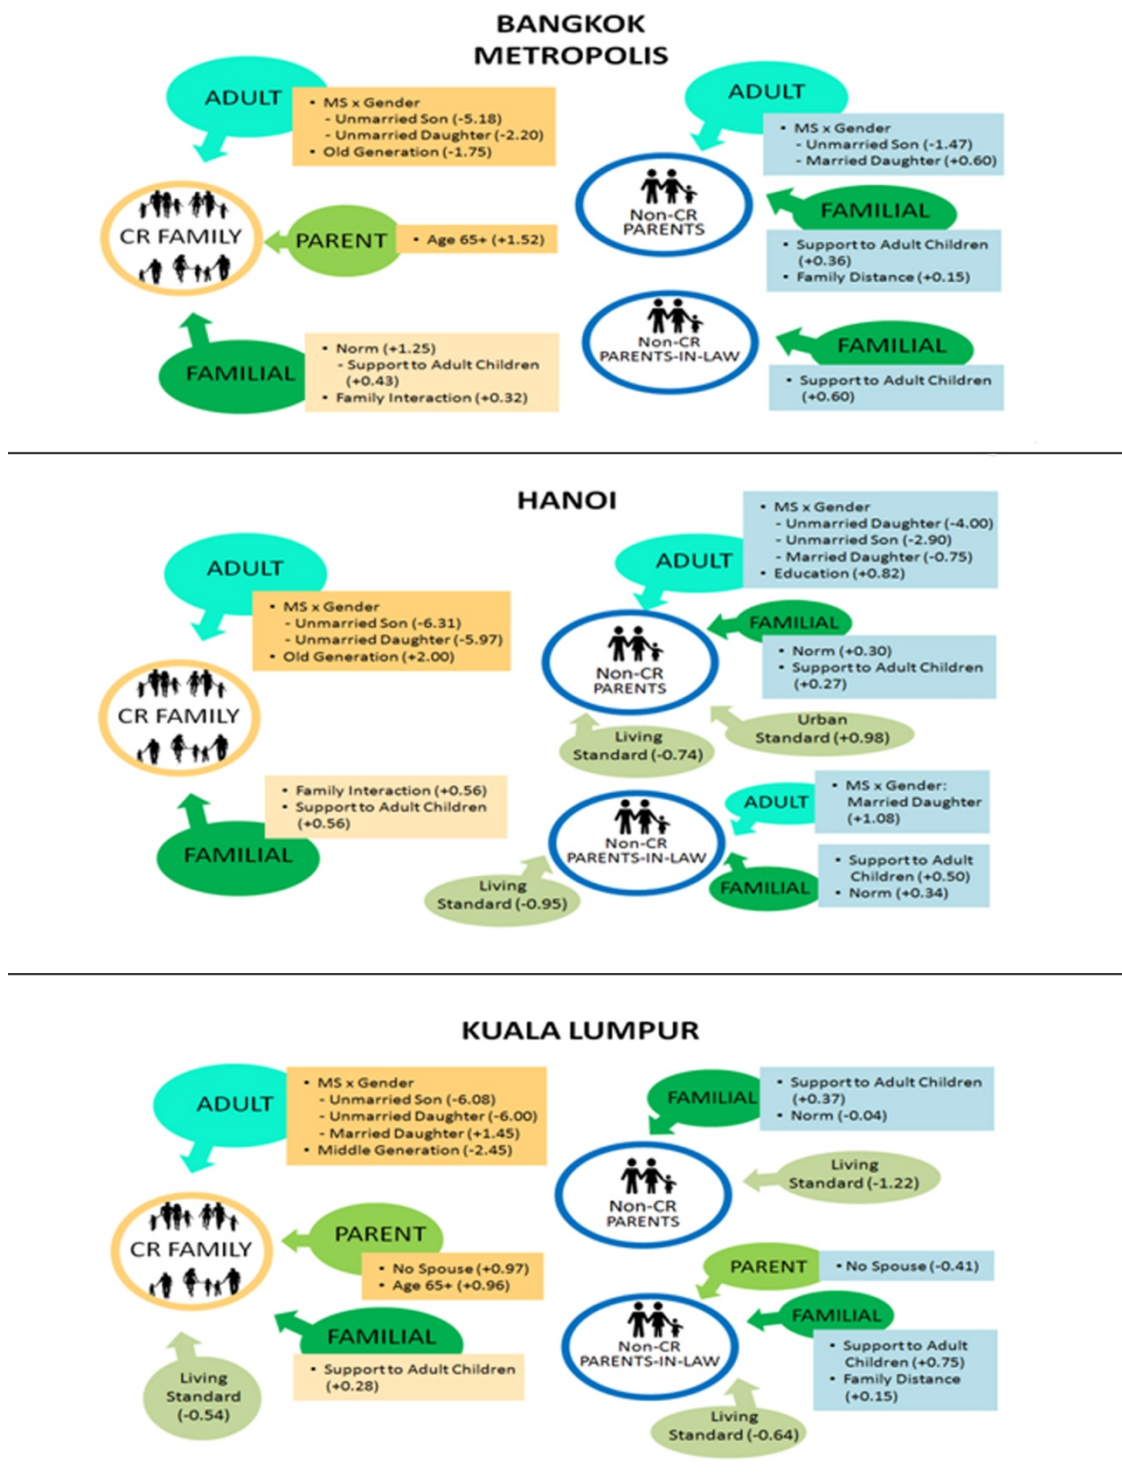 BANGKOK
METROPOLIS
ADULT
• MS x Gender
- Unmarried Son (-5.18)
- Unmarried Daughter (-2.20)
• Old Generation (-1.75)
CR FAMILY
PARENT
• Age 65+ (+1.52)
FAMILIAL
• Norm (+1.25)
- Support to Adult Children
(+0.43)
• Family Interaction (+0.32)
ADULT
• MS x Gender
- Unmarried Son (-1.47)
- Married Daughter (+0.60)
Non-CR
PARENTS
FAMILIAL
• Support to Adult Children
(+0.36)
• Family Distance (+0.15)
Non-CR
PARENTS-IN-LAW
FAMILIAL
• Support to Adult Children
(+0.60)
HANOI
ADULT
• MS x Gender
- Unmarried Son (-6.31)
- Unmarried Daughter (-5.97)
• Old Generation (+2.00)
CR FAMILY
• Family Interaction (+0.56)
• Support to Adult Children
(+0.56)
FAMILIAL
ADULT
• MS x Gender
- Unmarried Daughter (-4.00)
- Unmarried Son (-2.90)
- Married Daughter (-0.75)
• Education (+0.82)
Non-CR
PARENTS
FAMILIAL
• Norm (+0.30)
• Support to Adult Children
(+0.27)
Living
Standard (-0.74)
Urban
Standard (+0.98)
Non-CR
PARENTS-IN-LAW
ADULT
• MS x Gender:
Married Daughter
(+1.08)
FAMILIAL
• Support to Adult
Children (+0.50)
• Norm (+0.34)
Living
Standard (-0.95)
KUALA LUMPUR
ADULT
• MS x Gender
- Unmarried Son (-6.08)
- Unmarried Daughter (-6.00)
- Married Daughter (+1.45)
• Middle Generation (-2.45)
CR FAMILY
PARENT
• No Spouse (+0.97)
• Age 65+ (+0.96)
FAMILIAL
• Support to Adult Children
(+0.28)
Living
Standard
(-0.54)
FAMILIAL
• Support to Adult Children
(+0.37)
• Norm (-0.04)
Non-CR
PARENTS
Living
Standard (-1.22)
PARENT
• No Spouse (-0.41)
Non-CR
PARENTS-IN-LAW
FAMILIAL
• Support to Adult
Children (+0.75)
• Family Distance
(+0.15)
Living
Standard (-0.64)